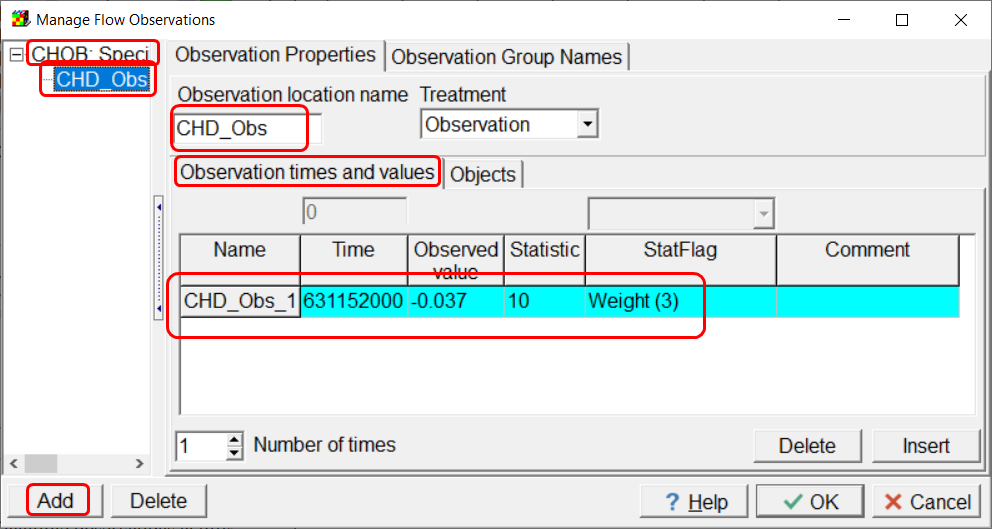 Manage Flow Observations
CHOB: Speci
CHD_Obs
Observation Properties
Observation Group Names
Observation location name
Treatment
CHD_Obs
Observation
Observation times and values
Objects
0
Name Time Observed value Statistic StatFlag Comment
CHD_Obs_1 631152000 -0.037 10 Weight (3)
1 Number of times
Delete Insert
Add Delete ? Help OK Cancel